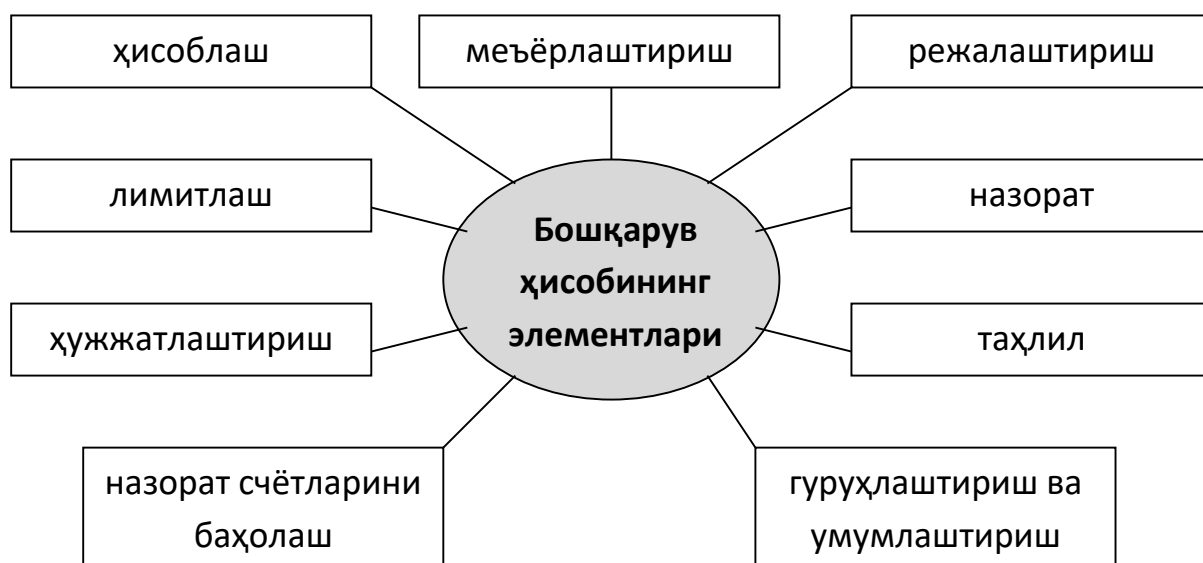 ҳисоблаш
меъёрлаштириш
режалаштириш
лимитлаш
назорат
Бошқарув
ҳисобининг
элементлари
ҳужжатлаштириш
таҳлил
назорат счётларини
баҳолаш
гуруҳлаштириш ва
умумлаштириш